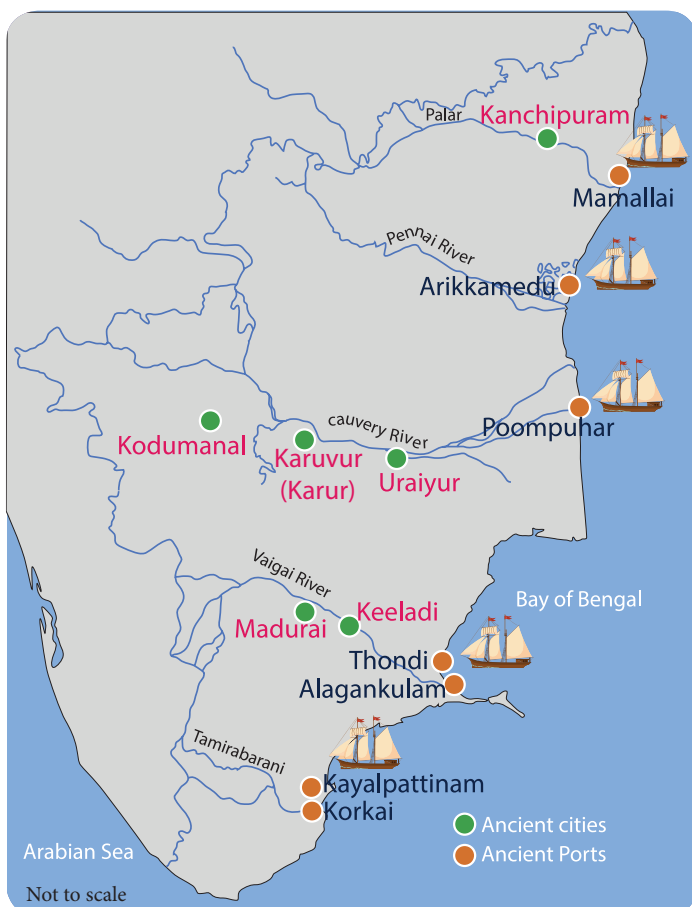 Palar
Kanchipuram
Mamallai
Pennai River
Arikkamedu
cauvery River
Poompuhar
Kodumanal
Karuvur
(Karur)
Uraiyur
Vaigai River
Bay of Bengal
Keeladi
Madurai
Thondi
Alagankulam
Tamirabarani
Kayalpattinam
Korkai
Ancient cities
Arabian Sea
Ancient Ports
Not to scale